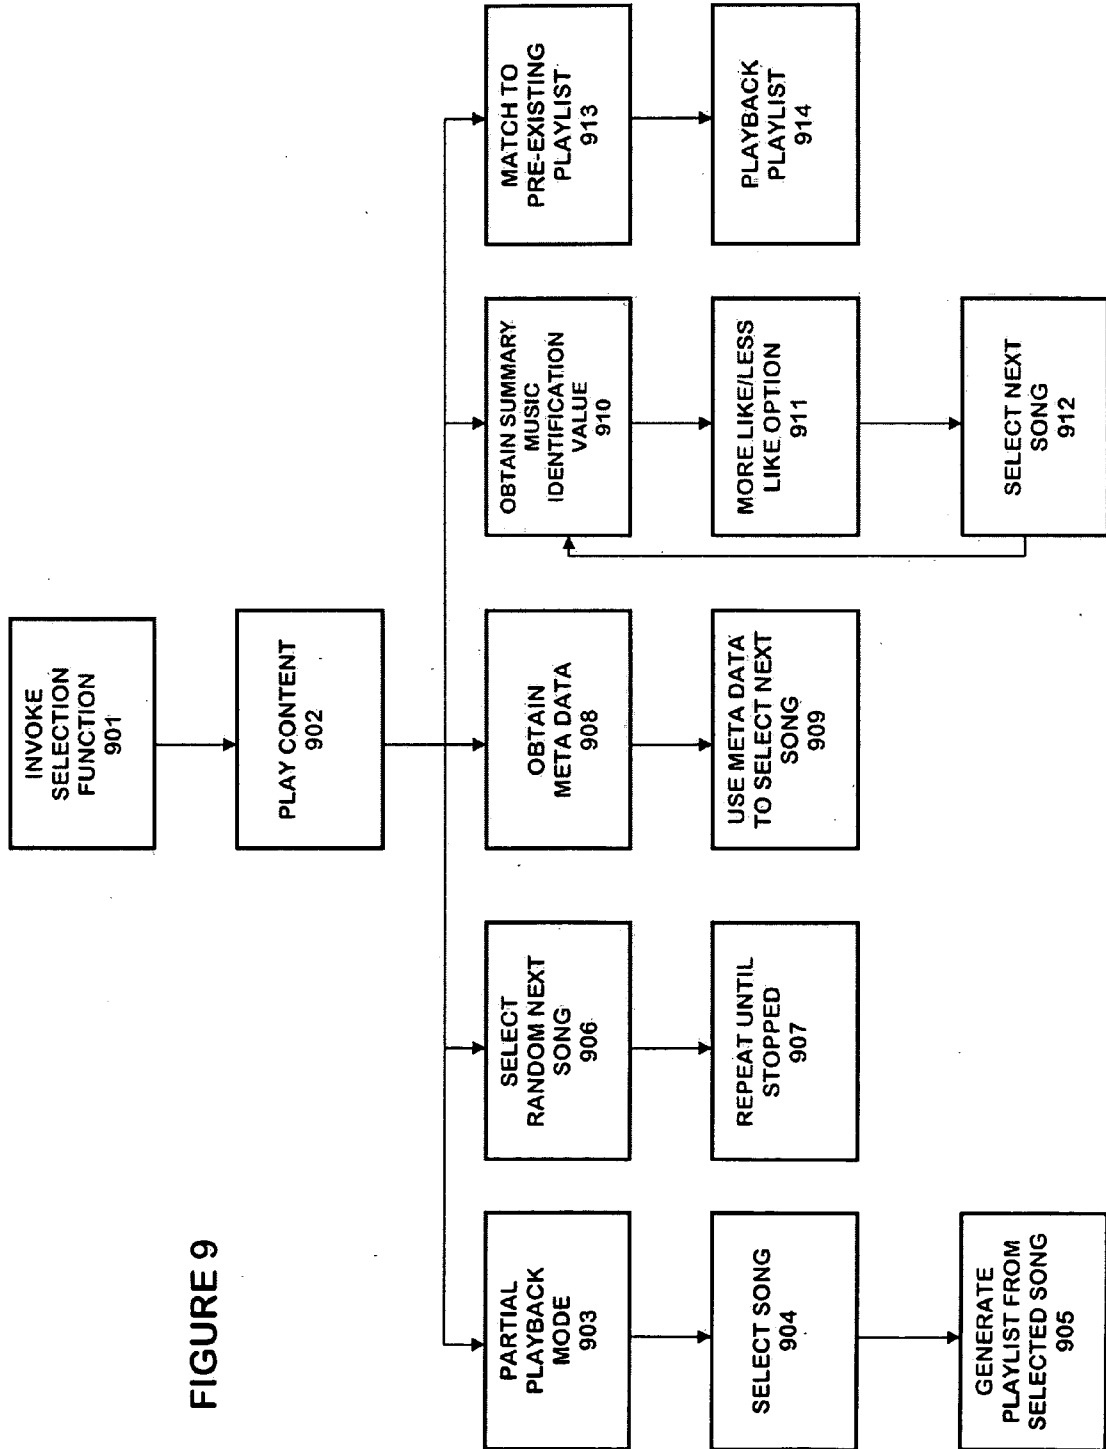 INVOKE
SELECTION
FUNCTION
901
PLAY CONTENT
902
PARTIAL
PLAYBACK
MODE
903
SELECT SONG
904
GENERATE
PLAYLIST FROM
SELECTED SONG
905
SELECT
RANDOM NEXT
SONG
906
REPEAT UNTIL
STOPPED
907
OBTAIN
META DATA
908
USE META DATA
TO SELECT NEXT
SONG
909
OBTAIN SUMMARY
MUSIC
IDENTIFICATION
VALUE
910
MORE LIKE/LESS
LIKE OPTION
911
SELECT NEXT
SONG
912
MATCH TO
PRE-EXISTING
PLAYLIST
913
PLAYBACK
PLAYLIST
914
FIGURE 9